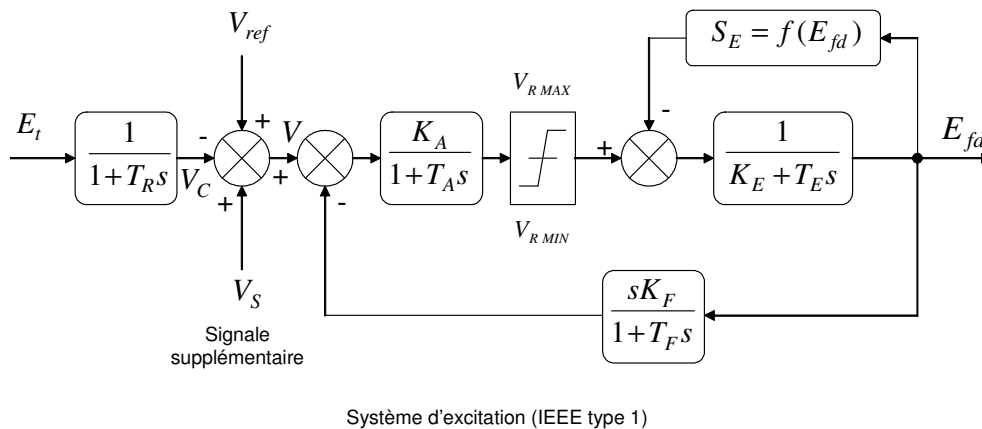 V_ref
S_E = f(E_fd)
V_R MAX
E_t
1 / (1+T_R s)
-
+
V
V_C
+
+
-
K_A / (1+T_A s)
+
-
1 / (K_E + T_E s)
E_fd
V_R MIN
V_S
sK_F / (1+T_F s)
Signale
supplémentaire
Système d'excitation (IEEE type 1)